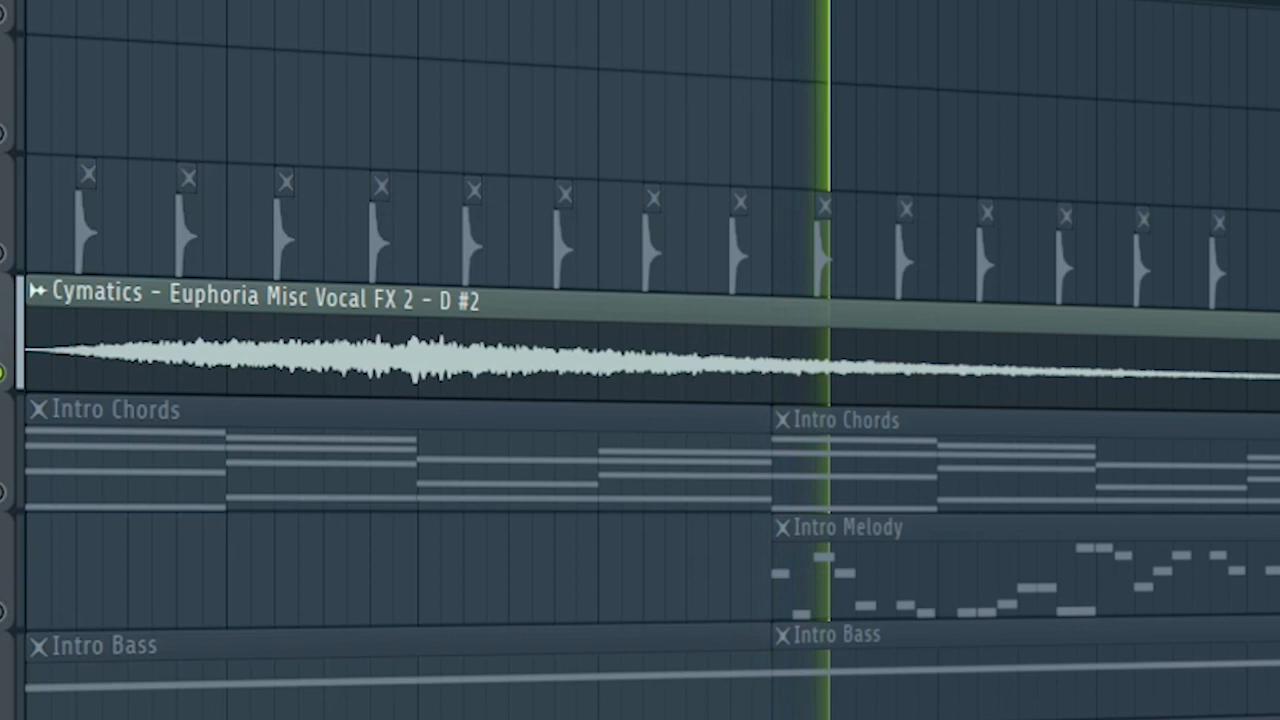 Cymatics - Euphoria Misc Vocal FX 2 - D #2
Intro Chords
Intro Chords
Intro Melody
Intro Bass
Intro Bass